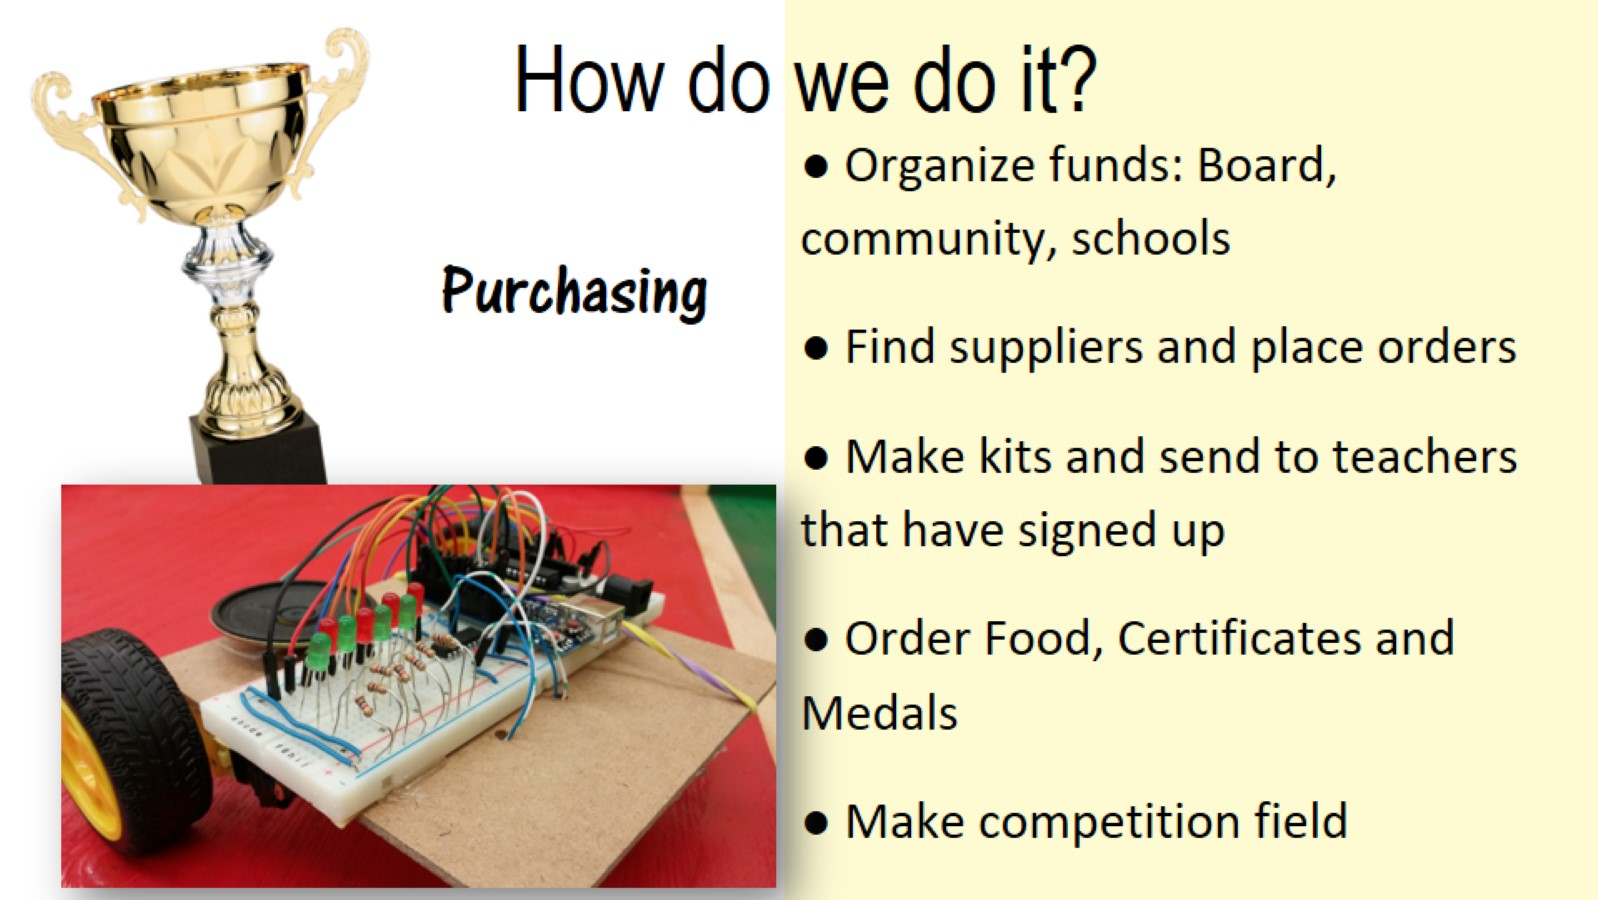 How do we do it?
Purchasing
● Organize funds: Board,
community, schools
● Find suppliers and place orders
● Make kits and send to teachers
that have signed up
● Order Food, Certificates and
Medals
● Make competition field